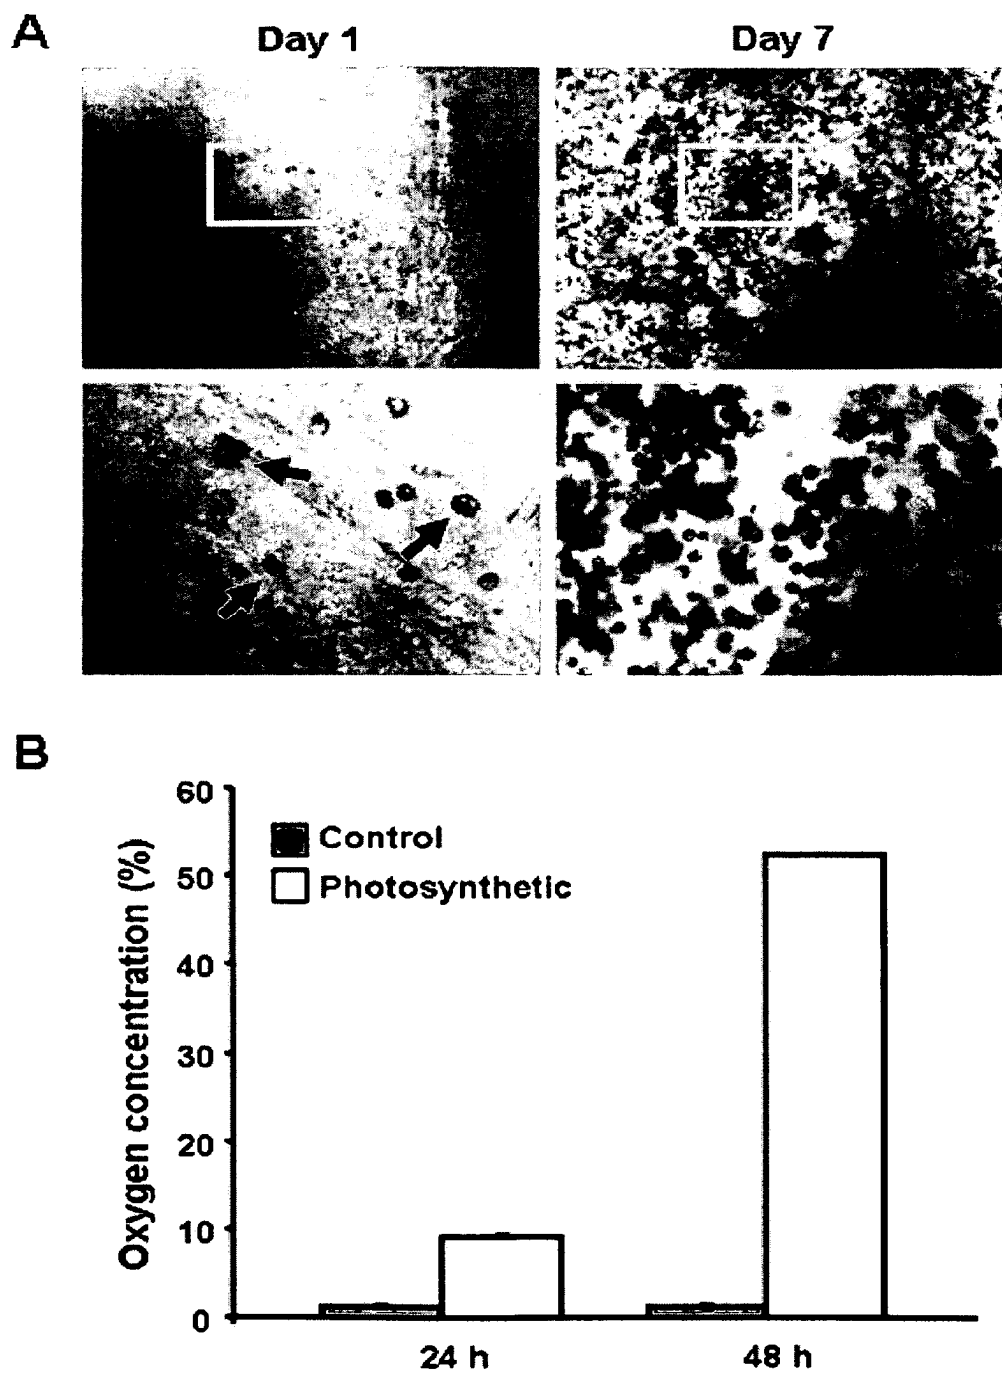 A
Day 1 Day 7
B
Oxygen concentration (%)
60
50
40
30
20
10
0
Control
Photosynthetic
24 h 48 h